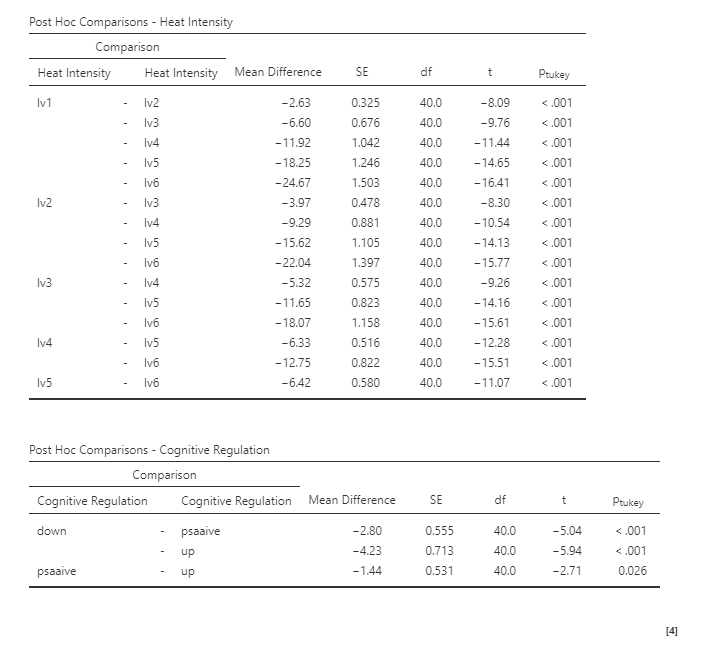 Post Hoc Comparisons - Heat Intensity
Comparison
Heat Intensity Heat Intensity Mean Difference SE df t Ptukey
lv1 - lv2 −2.63 0.325 40.0 −8.09 < .001
- lv3 −6.60 0.676 40.0 −9.76 < .001
- lv4 −11.92 1.042 40.0 −11.44 < .001
- lv5 −18.25 1.246 40.0 −14.65 < .001
- lv6 −24.67 1.503 40.0 −16.41 < .001
lv2 - lv3 −3.97 0.478 40.0 −8.30 < .001
- lv4 −9.29 0.881 40.0 −10.54 < .001
- lv5 −15.62 1.105 40.0 −14.13 < .001
- lv6 −22.04 1.397 40.0 −15.77 < .001
lv3 - lv4 −5.32 0.575 40.0 −9.26 < .001
- lv5 −11.65 0.823 40.0 −14.16 < .001
- lv6 −18.07 1.158 40.0 −15.61 < .001
lv4 - lv5 −6.33 0.516 40.0 −12.28 < .001
- lv6 −12.75 0.822 40.0 −15.51 < .001
lv5 - lv6 −6.42 0.580 40.0 −11.07 < .001
Post Hoc Comparisons - Cognitive Regulation
Comparison
Cognitive Regulation Cognitive Regulation Mean Difference SE df t Ptukey
down - psaaive −2.80 0.555 40.0 −5.04 < .001
- up −4.23 0.713 40.0 −5.94 < .001
psaaive - up −1.44 0.531 40.0 −2.71 0.026
[4]